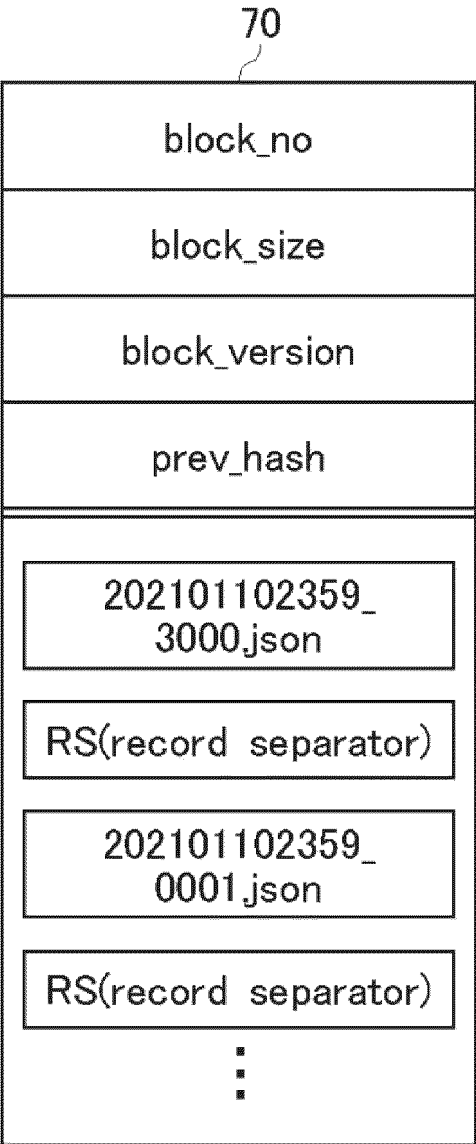 70
block_no
block_size
block_version
prev_hash
202101102359_
3000.json
RS(record separator)
202101102359_
0001.json
RS(record separator)
⋮